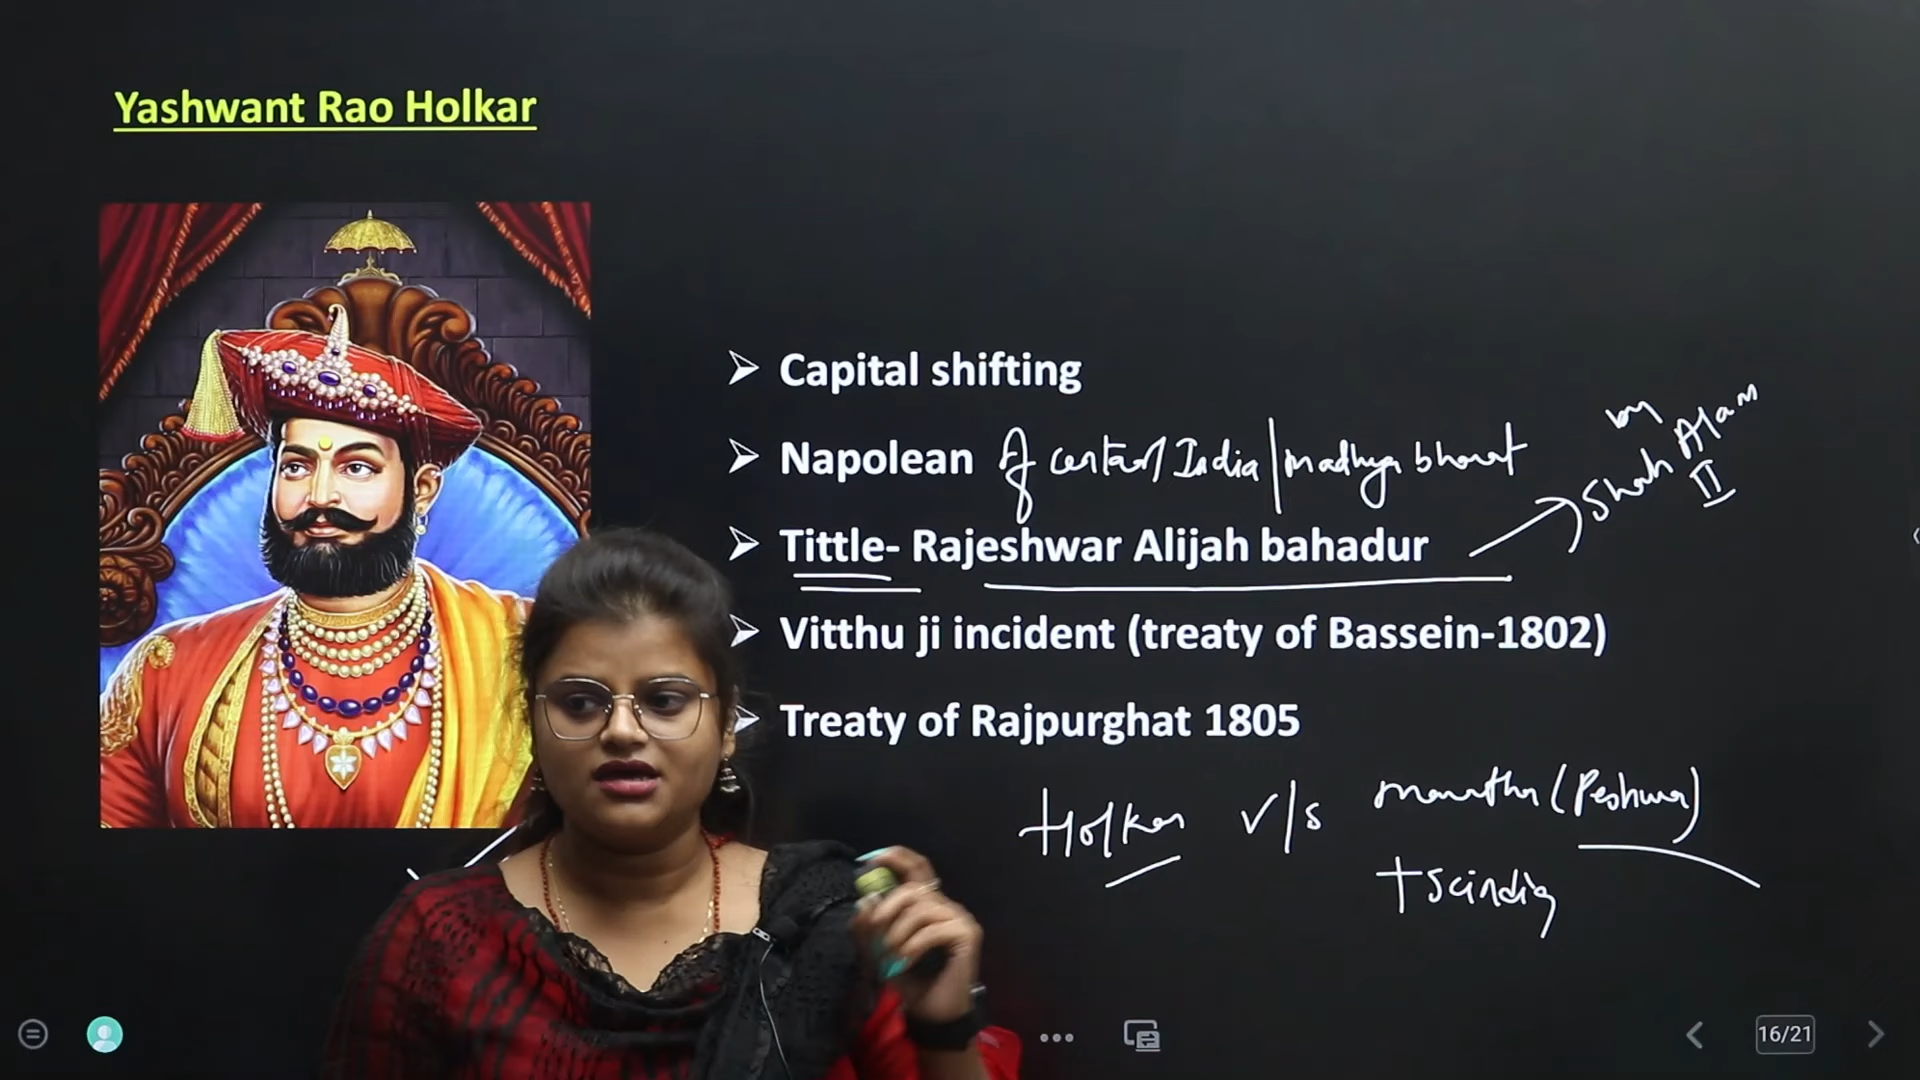 Yashwant Rao Holkar
Capital shifting
Napolean Of central India | madhya bharat
Tittle- Rajeshwar Alijah bahadur
by
Shah Alam
II
Vitthu ji incident (treaty of Bassein-1802)
Treaty of Rajpurghat 1805
Holkar v/s maratha (Peshwa)
+ Scindia
16/21